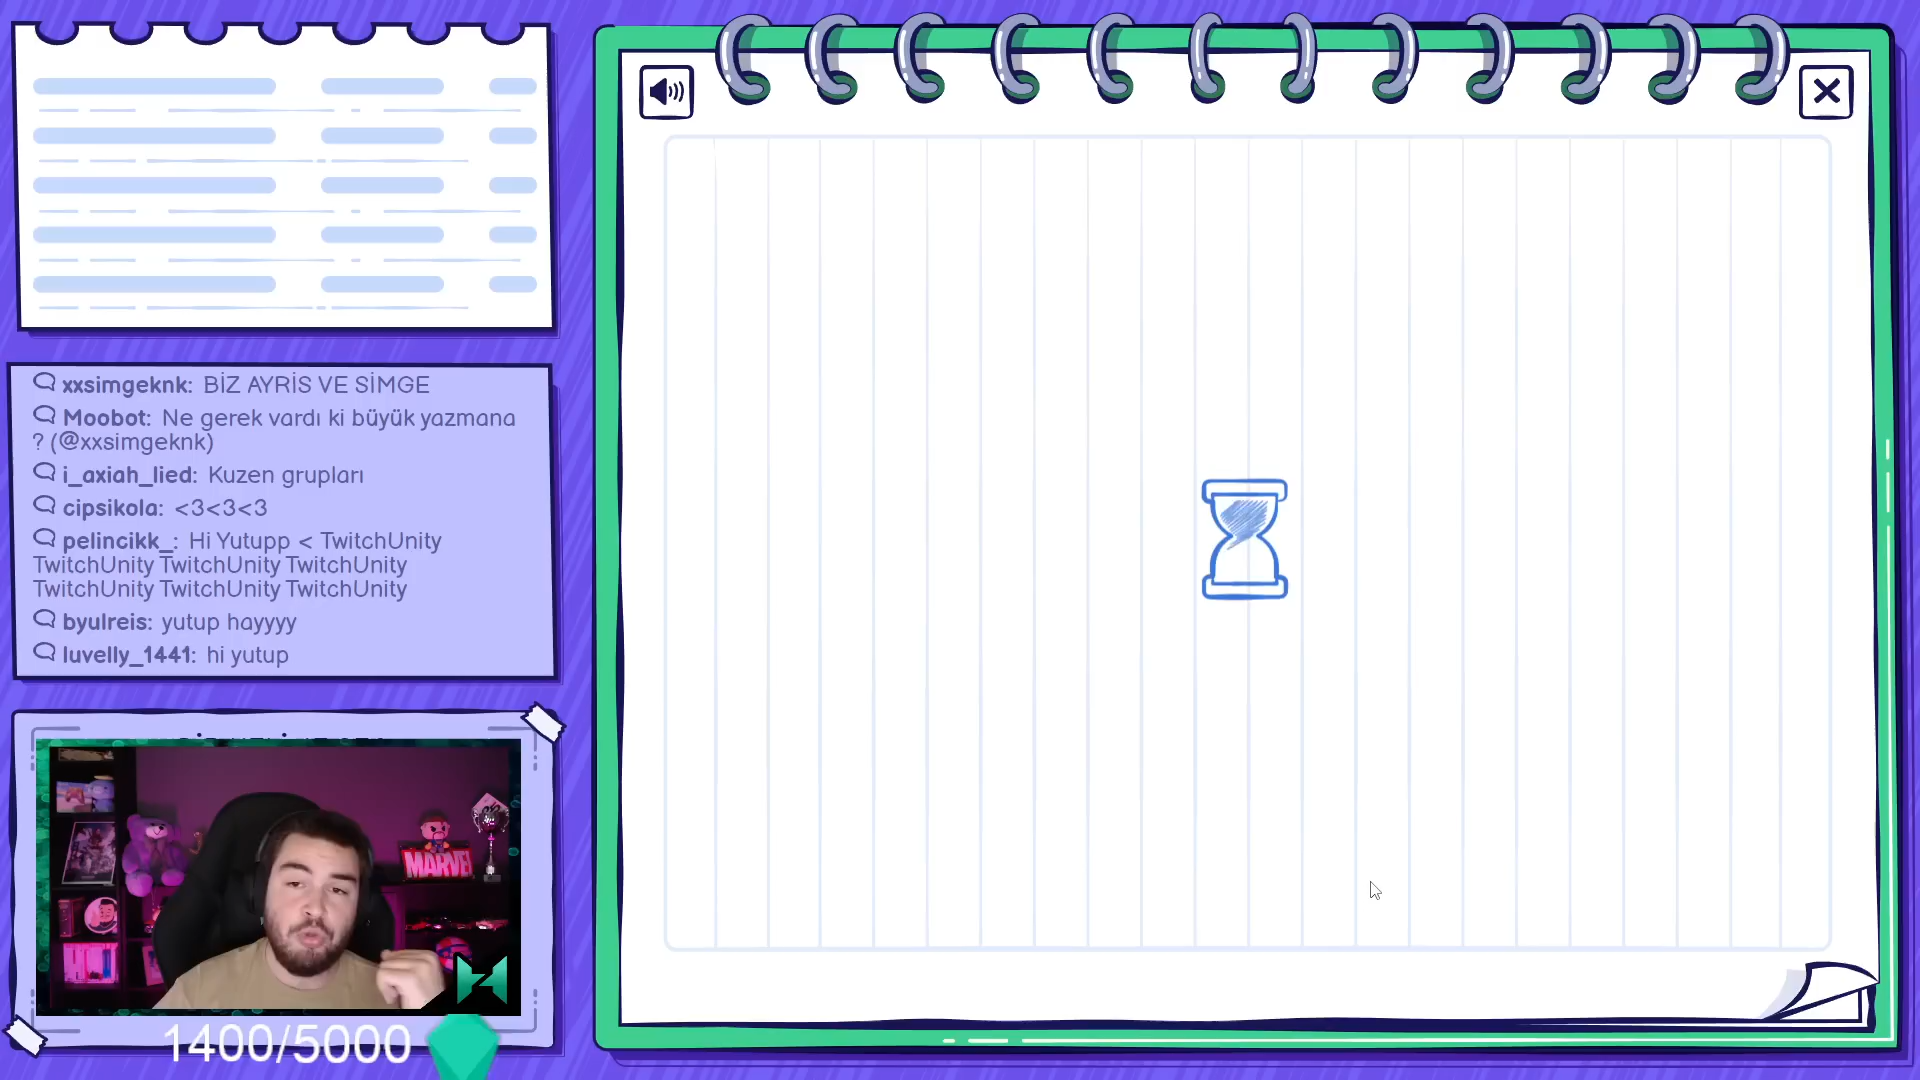 xxsimgeknk: BİZ AYRİS VE SİMGE
Moobot: Ne gerek vardı ki büyük yazmana
? (@xxsimgeknk)
i_axiah_lied: Kuzen grupları
cipsikola: <3<3<3
pelincikk_: Hi Yutupp < TwitchUnity
TwitchUnity TwitchUnity TwitchUnity
TwitchUnity TwitchUnity TwitchUnity
byulreis: yutup hayyyy
luvelly_1441: hi yutup
MARVEL
1400/5000